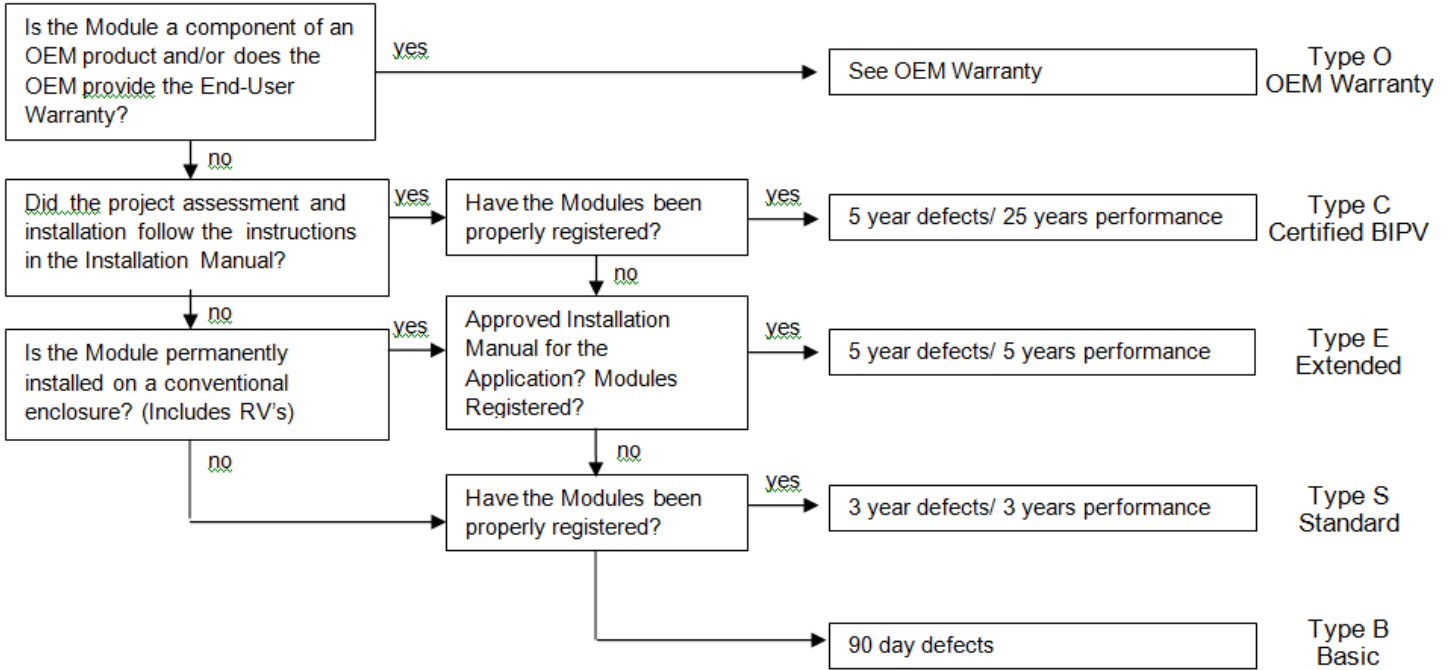 Is the Module a component of an
OEM product and/or does the
OEM provide the End-User
Warranty?
yes
See OEM Warranty
Type O
OEM Warranty
no
Did the project assessment and
installation follow the instructions
in the Installation Manual?
yes
Have the Modules been
properly registered?
yes
5 year defects/ 25 years performance
Type C
Certified BIPV
no
no
Is the Module permanently
installed on a conventional
enclosure? (Includes RV's)
yes
Approved Installation
Manual for the
Application? Modules
Registered?
yes
5 year defects/ 5 years performance
Type E
Extended
no
no
Have the Modules been
properly registered?
yes
3 year defects/ 3 years performance
Type S
Standard
90 day defects
Type B
Basic